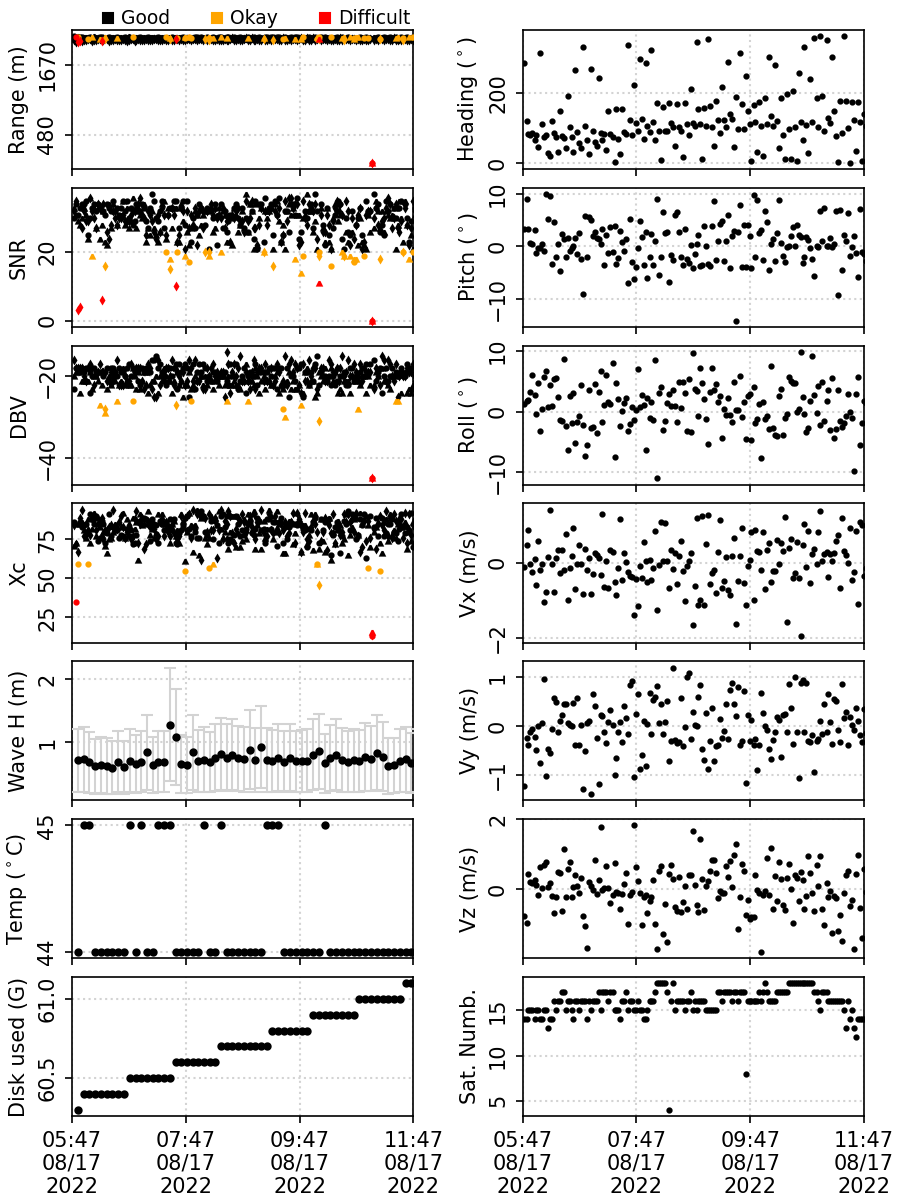 Good Okay Difficult
Range (m)
1670
480
Heading (°)
200
0
SNR
20
0
Pitch (°)
10
0
−10
DBV
−20
−40
Roll (°)
10
0
−10
Xc
75
50
25
Vx (m/s)
0
−2
Wave H (m)
2
1
Vy (m/s)
1
0
−1
Temp (°C)
45
44
Vz (m/s)
2
0
Disk used (G)
61.0
60.5
Sat. Numb.
15
10
5
05:47 07:47 09:47 11:47 05:47 07:47 09:47 11:47
08/17 08/17 08/17 08/17 08/17 08/17 08/17 08/17
2022 2022 2022 2022 2022 2022 2022 2022